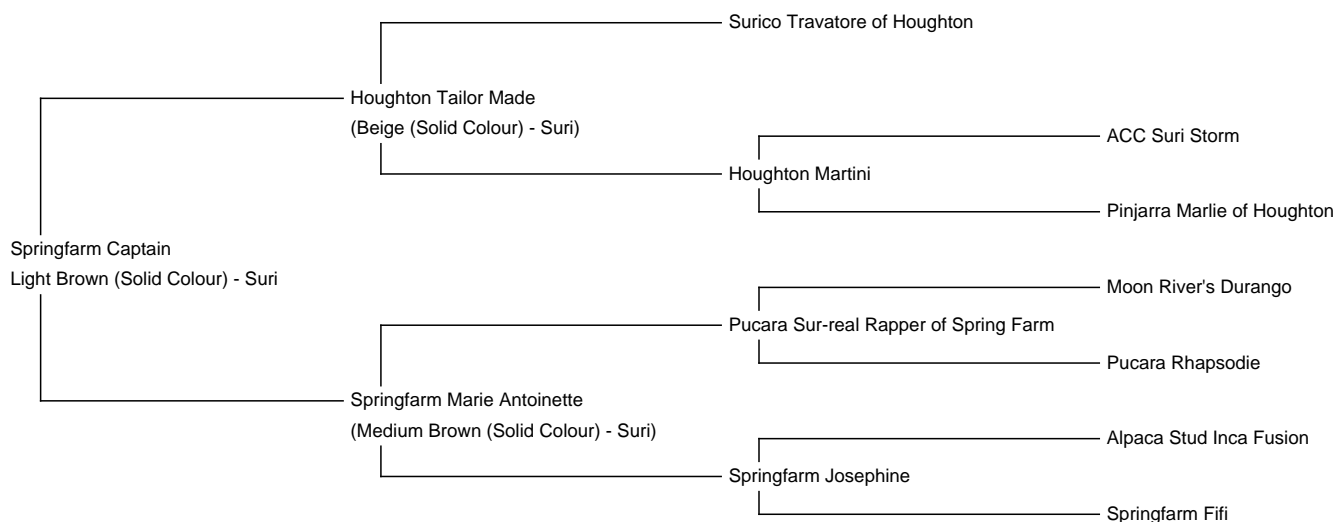 Surico Travatore of Houghton
Houghton Tailor Made
(Beige (Solid Colour) - Suri)
ACC Suri Storm
Houghton Martini
Pinjarra Marlie of Houghton
Springfarm Captain
Light Brown (Solid Colour) - Suri
Moon River's Durango
Pucara Sur-real Rapper of Spring Farm
Pucara Rhapsodie
Springfarm Marie Antoinette
(Medium Brown (Solid Colour) - Suri)
Alpaca Stud Inca Fusion
Springfarm Josephine
Springfarm Fifi